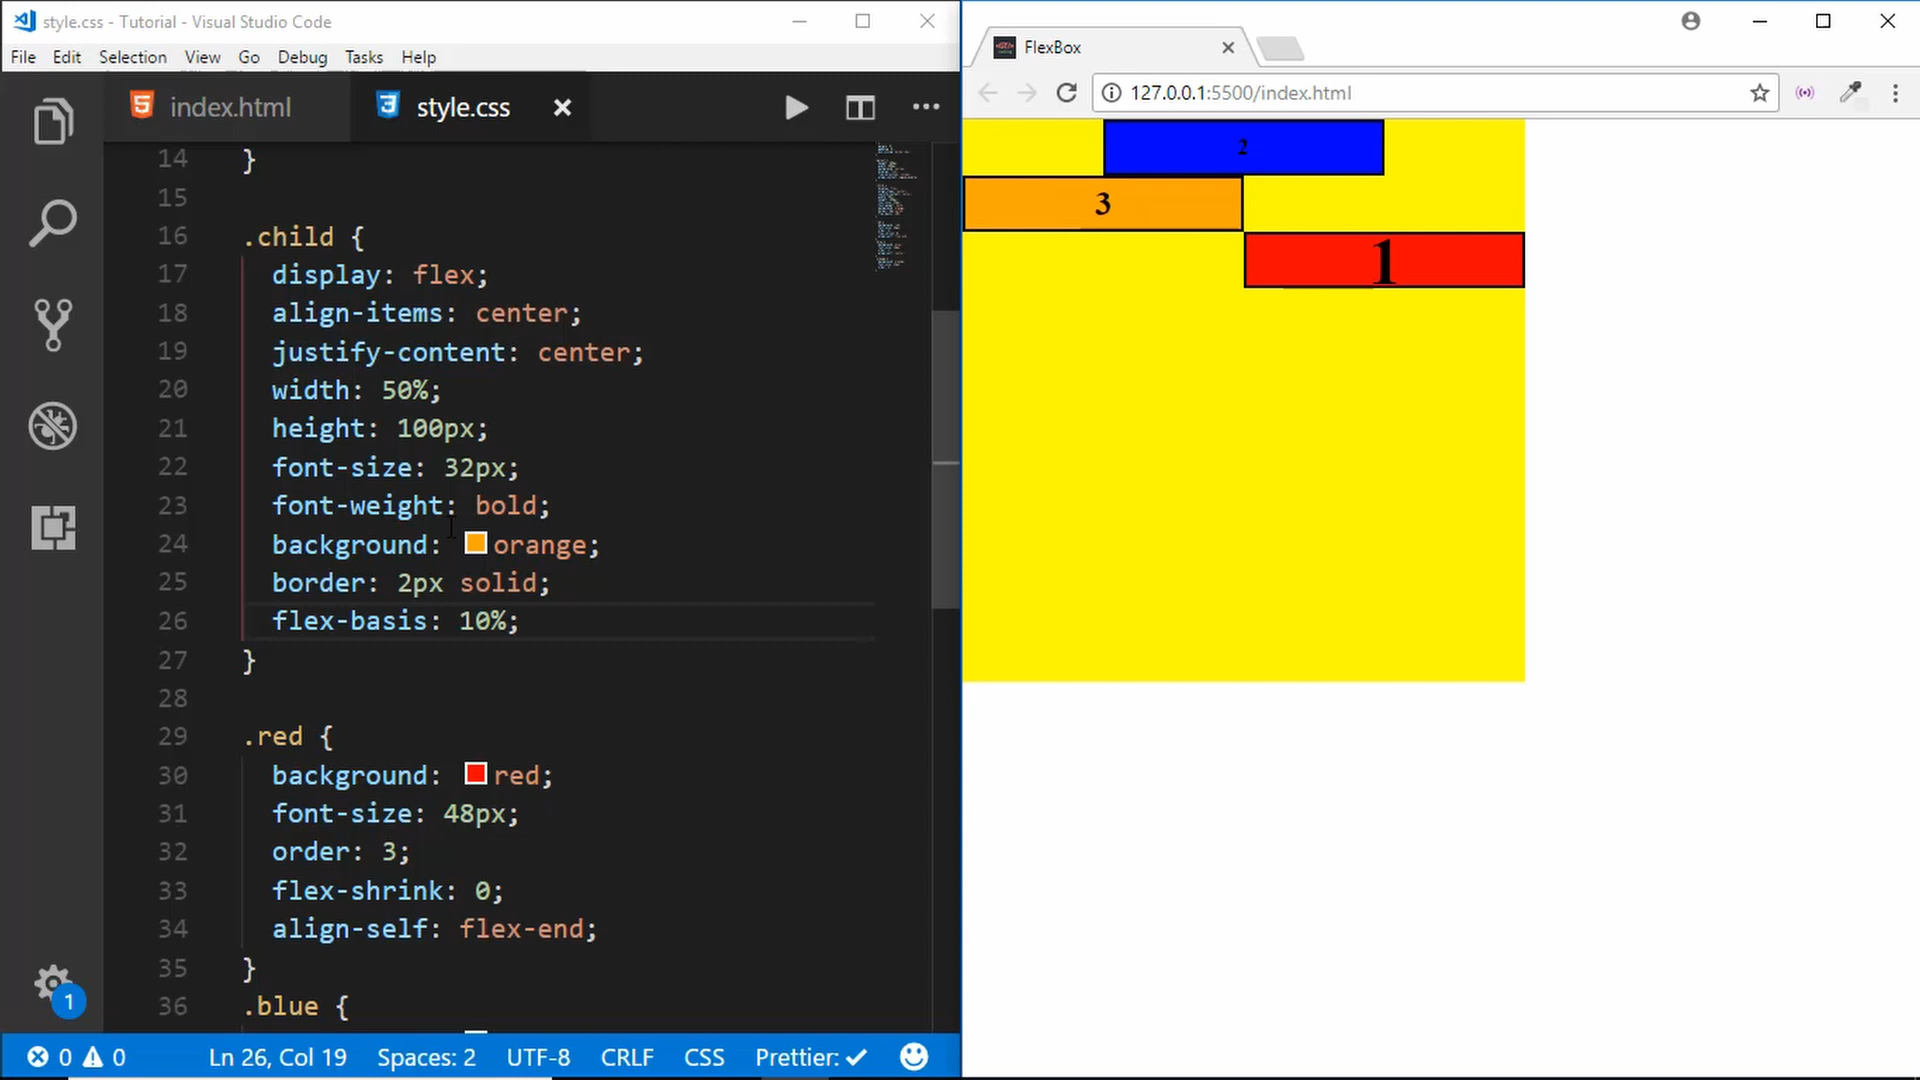 style.css - Tutorial - Visual Studio Code
File Edit Selection View Go Debug Tasks Help
index.html
style.css
14 }
15
16 .child {
17 display: flex;
18 align-items: center;
19 justify-content: center;
20 width: 50%;
21 height: 100px;
22 font-size: 32px;
23 font-weight: bold;
24 background: orange;
25 border: 2px solid;
26 flex-basis: 10%;
27 }
28
29 .red {
30 background: red;
31 font-size: 48px;
32 order: 3;
33 flex-shrink: 0;
34 align-self: flex-end;
35 }
36 .blue {
1
0 0 Ln 26, Col 19 Spaces: 2 UTF-8 CRLF CSS Prettier: ✓
FlexBox
127.0.0.1:5500/index.html
2
3
1